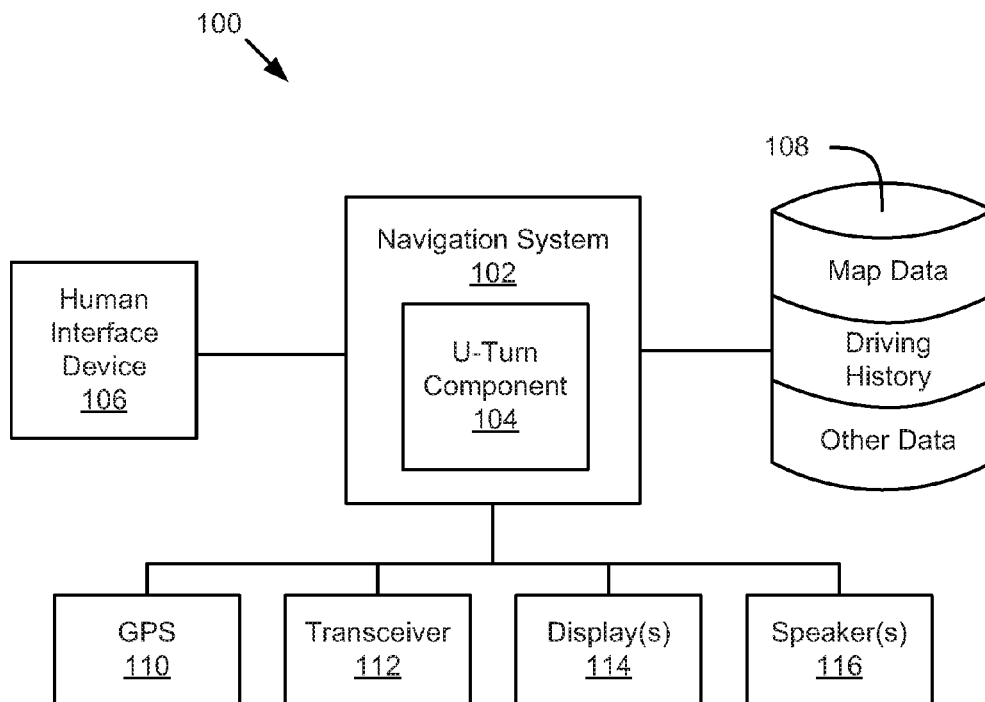 100
108
Navigation System
102
Map Data
Human
Interface
Device
106
U-Turn
Component
104
Driving
History
Other Data
GPS
110
Transceiver
112
Display(s)
114
Speaker(s)
116